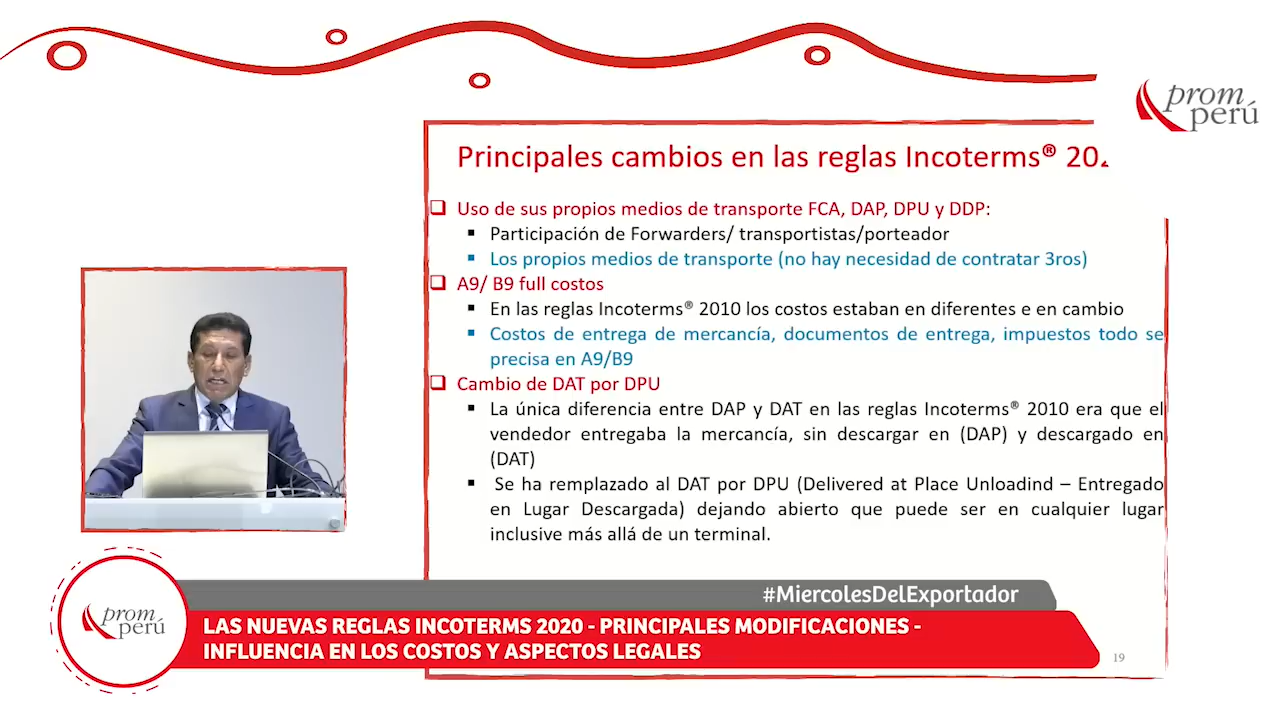 prom
perú
Principales cambios en las reglas Incoterms®
Uso de sus propios medios de transporte FCA, DAP, DPU y DDP:
Participación de Forwarders/ transportistas/porteador
Los propios medios de transporte (no hay necesidad de contratar 3ros)
A9/ B9 full costos
En las reglas Incoterms® 2010 los costos estaban en diferentes e en cambio
Costos de entrega de mercancía, documentos de entrega, impuestos todo se
precisa en A9/B9
Cambio de DAT por DPU
La única diferencia entre DAP y DAT en las reglas Incoterms® 2010 era que el
vendedor entregaba la mercancía, sin descargar en (DAP) y descargado en
(DAT)
Se ha remplazado al DAT por DPU (Delivered at Place Unloadind – Entregado
en Lugar Descargada) dejando abierto que puede ser en cualquier lugar
inclusive más allá de un terminal.
#MiercolesDelExportador
prom
perú
LAS NUEVAS REGLAS INCOTERMS 2020 - PRINCIPALES MODIFICACIONES -
INFLUENCIA EN LOS COSTOS Y ASPECTOS LEGALES
19